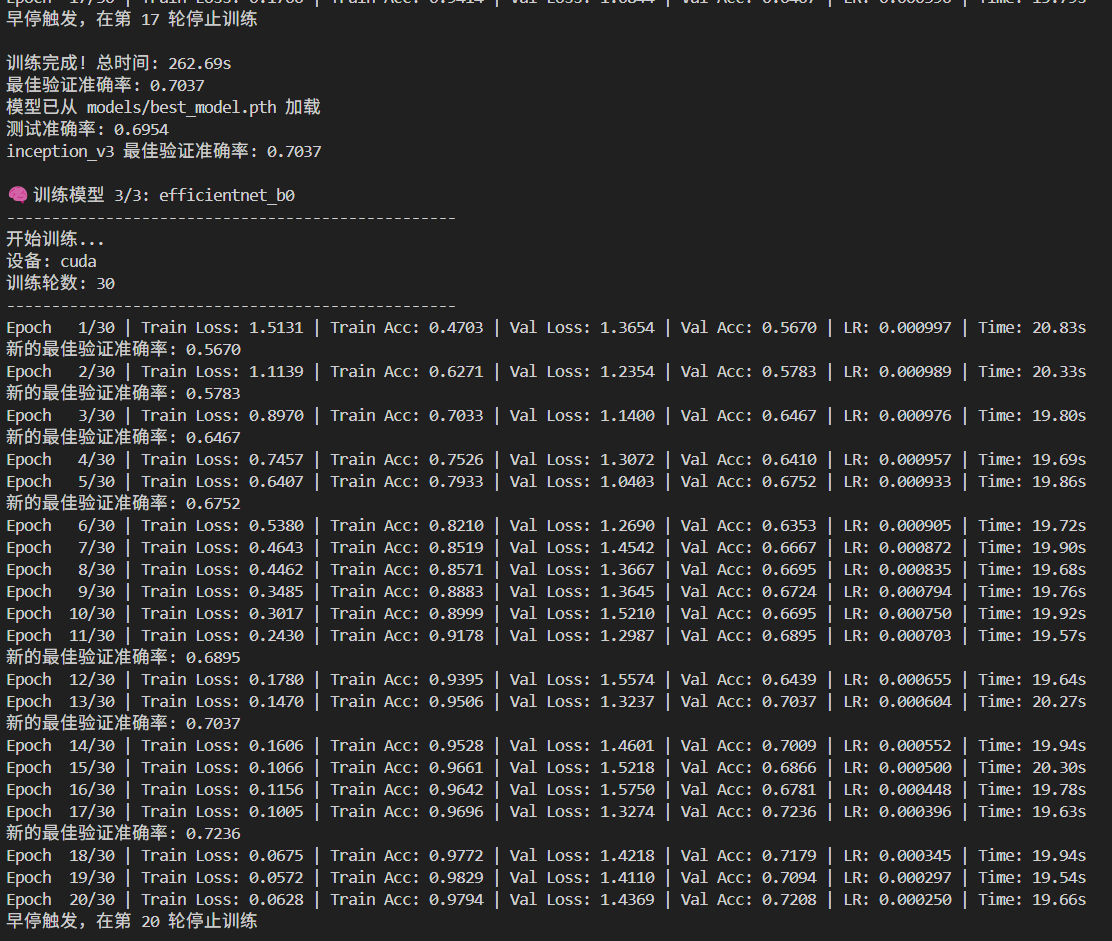 早停触发，在第 17 轮停止训练
训练完成! 总时间: 262.69s
最佳验证准确率: 0.7037
模型已从 models/best_model.pth 加载
测试准确率: 0.6954
inception_v3 最佳验证准确率: 0.7037
🧠 训练模型 3/3: efficientnet_b0
--------------------------------------------------
开始训练...
设备: cuda
训练轮数: 30
--------------------------------------------------
Epoch   1/30 | Train Loss: 1.5131 | Train Acc: 0.4703 | Val Loss: 1.3654 | Val Acc: 0.5670 | LR: 0.000997 | Time: 20.83s
新的最佳验证准确率: 0.5670
Epoch   2/30 | Train Loss: 1.1139 | Train Acc: 0.6271 | Val Loss: 1.2354 | Val Acc: 0.5783 | LR: 0.000989 | Time: 20.33s
新的最佳验证准确率: 0.5783
Epoch   3/30 | Train Loss: 0.8970 | Train Acc: 0.7033 | Val Loss: 1.1400 | Val Acc: 0.6467 | LR: 0.000976 | Time: 19.80s
新的最佳验证准确率: 0.6467
Epoch   4/30 | Train Loss: 0.7457 | Train Acc: 0.7526 | Val Loss: 1.3072 | Val Acc: 0.6410 | LR: 0.000957 | Time: 19.69s
Epoch   5/30 | Train Loss: 0.6407 | Train Acc: 0.7933 | Val Loss: 1.0403 | Val Acc: 0.6752 | LR: 0.000933 | Time: 19.86s
新的最佳验证准确率: 0.6752
Epoch   6/30 | Train Loss: 0.5380 | Train Acc: 0.8210 | Val Loss: 1.2690 | Val Acc: 0.6353 | LR: 0.000905 | Time: 19.72s
Epoch   7/30 | Train Loss: 0.4643 | Train Acc: 0.8519 | Val Loss: 1.4542 | Val Acc: 0.6667 | LR: 0.000872 | Time: 19.90s
Epoch   8/30 | Train Loss: 0.4462 | Train Acc: 0.8571 | Val Loss: 1.3667 | Val Acc: 0.6695 | LR: 0.000835 | Time: 19.68s
Epoch   9/30 | Train Loss: 0.3485 | Train Acc: 0.8883 | Val Loss: 1.3645 | Val Acc: 0.6724 | LR: 0.000794 | Time: 19.76s
Epoch  10/30 | Train Loss: 0.3017 | Train Acc: 0.8999 | Val Loss: 1.5210 | Val Acc: 0.6695 | LR: 0.000750 | Time: 19.92s
Epoch  11/30 | Train Loss: 0.2430 | Train Acc: 0.9178 | Val Loss: 1.2987 | Val Acc: 0.6895 | LR: 0.000703 | Time: 19.57s
新的最佳验证准确率: 0.6895
Epoch  12/30 | Train Loss: 0.1780 | Train Acc: 0.9395 | Val Loss: 1.5574 | Val Acc: 0.6439 | LR: 0.000655 | Time: 19.64s
Epoch  13/30 | Train Loss: 0.1470 | Train Acc: 0.9506 | Val Loss: 1.3237 | Val Acc: 0.7037 | LR: 0.000604 | Time: 20.27s
新的最佳验证准确率: 0.7037
Epoch  14/30 | Train Loss: 0.1606 | Train Acc: 0.9528 | Val Loss: 1.4601 | Val Acc: 0.7009 | LR: 0.000552 | Time: 19.94s
Epoch  15/30 | Train Loss: 0.1066 | Train Acc: 0.9661 | Val Loss: 1.5218 | Val Acc: 0.6866 | LR: 0.000500 | Time: 20.30s
Epoch  16/30 | Train Loss: 0.1156 | Train Acc: 0.9642 | Val Loss: 1.5750 | Val Acc: 0.6781 | LR: 0.000448 | Time: 19.78s
Epoch  17/30 | Train Loss: 0.1005 | Train Acc: 0.9696 | Val Loss: 1.3274 | Val Acc: 0.7236 | LR: 0.000396 | Time: 19.63s
新的最佳验证准确率: 0.7236
Epoch  18/30 | Train Loss: 0.0675 | Train Acc: 0.9772 | Val Loss: 1.4218 | Val Acc: 0.7179 | LR: 0.000345 | Time: 19.94s
Epoch  19/30 | Train Loss: 0.0572 | Train Acc: 0.9829 | Val Loss: 1.4110 | Val Acc: 0.7094 | LR: 0.000297 | Time: 19.54s
Epoch  20/30 | Train Loss: 0.0628 | Train Acc: 0.9794 | Val Loss: 1.4369 | Val Acc: 0.7208 | LR: 0.000250 | Time: 19.66s
早停触发，在第 20 轮停止训练